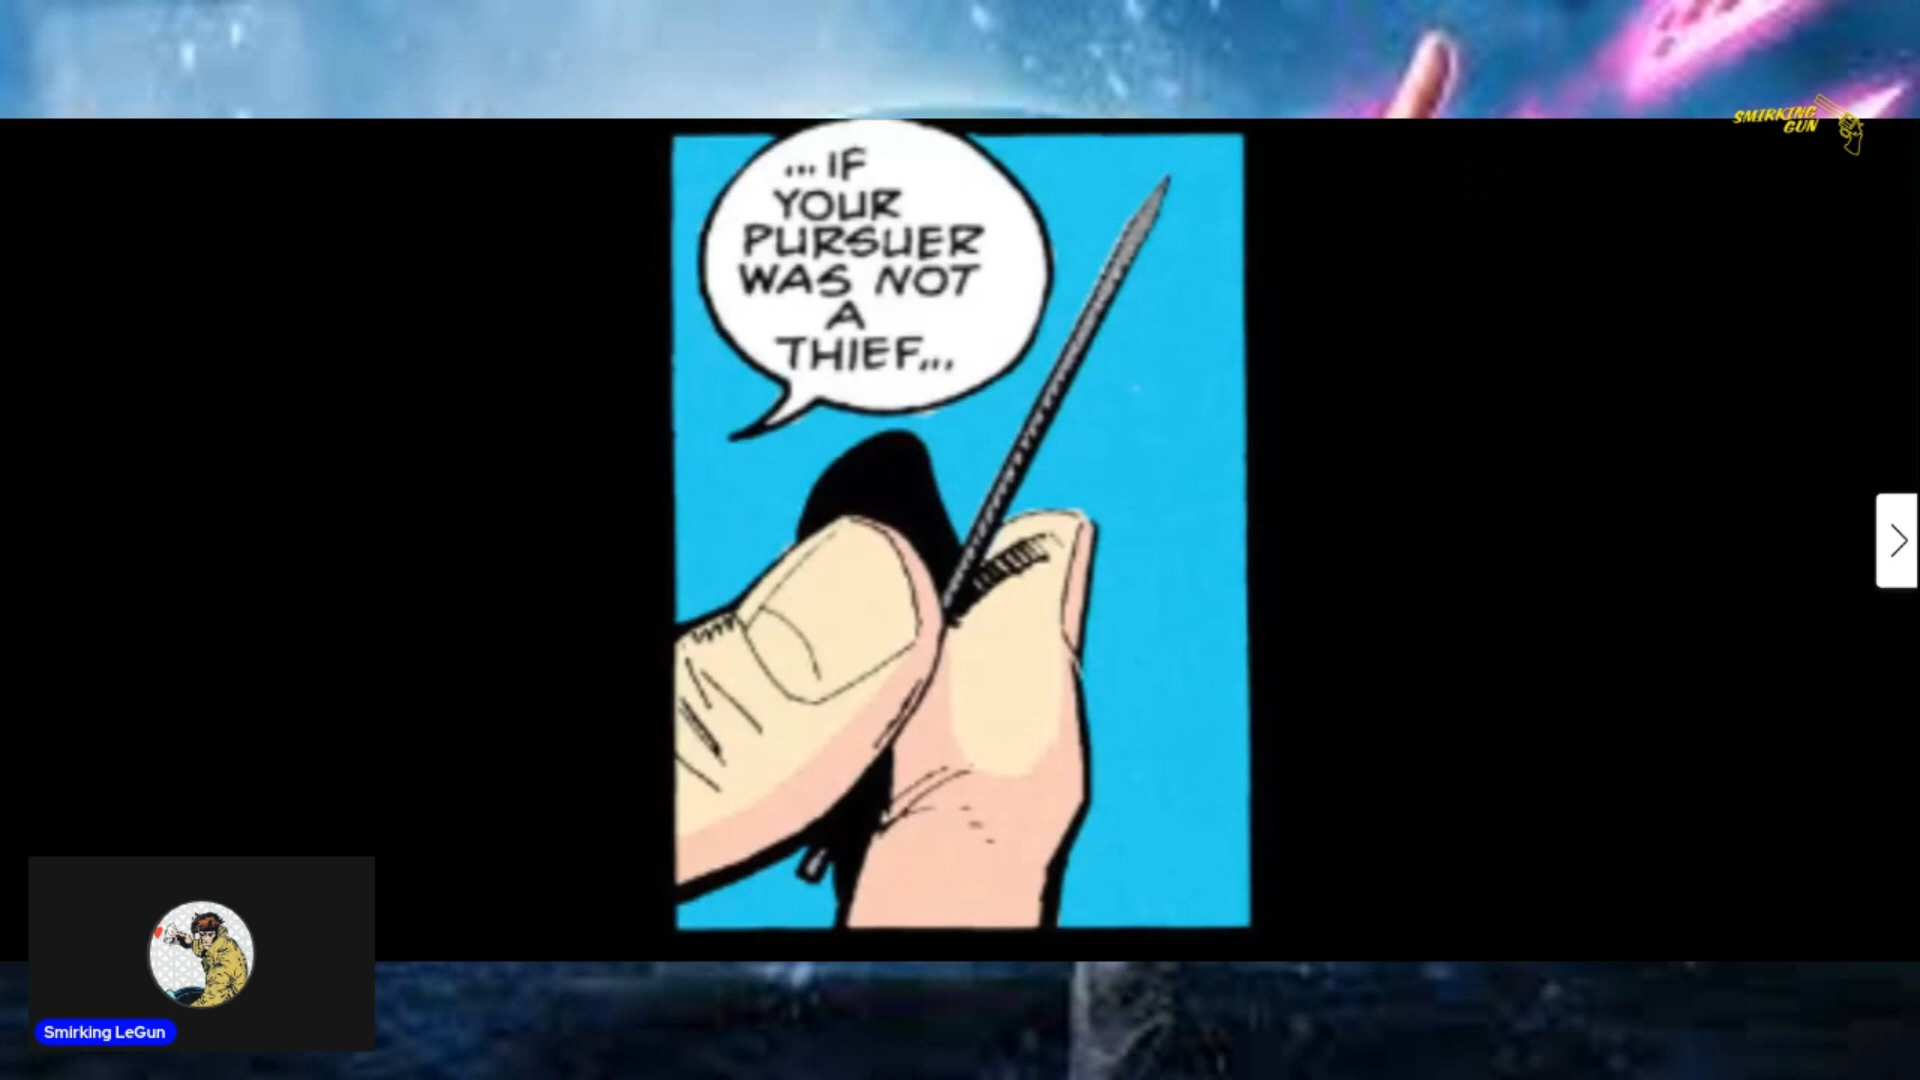 SMIRKING
GUN
... IF
YOUR
PURSUER
WAS NOT
A
THIEF...
Smirking LeGun